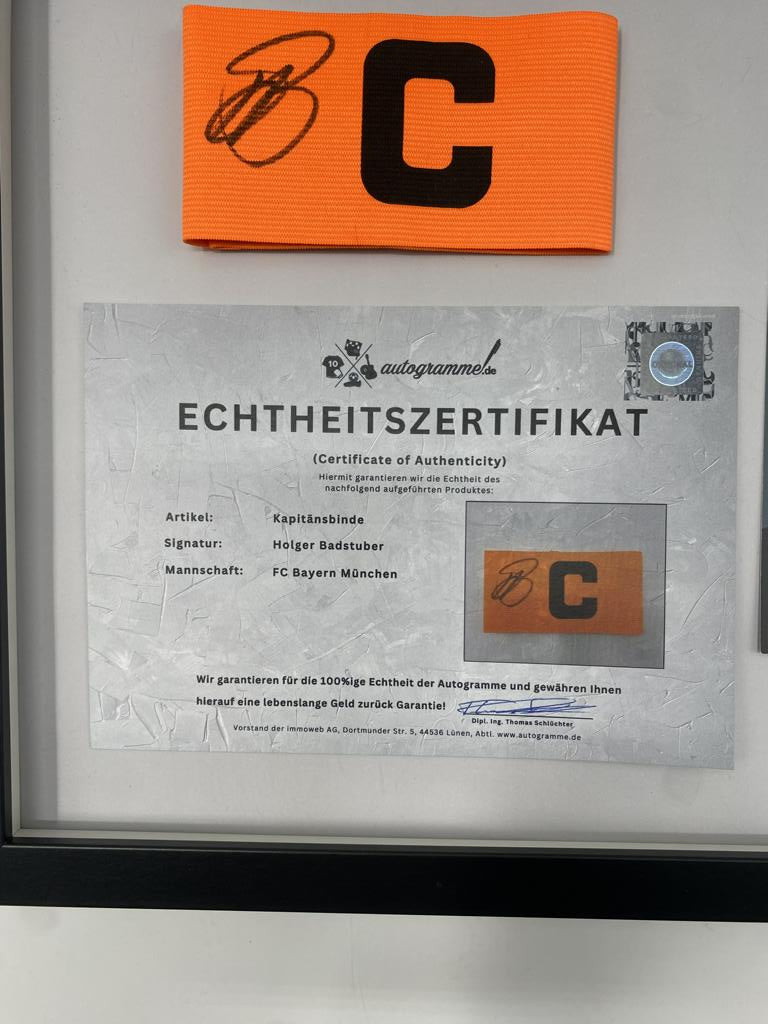 C
10
autogramme!.de
ECHTHEITSZERTIFIKAT
(Certificate of Authenticity)
Hiermit garantieren wir die Echtheit des
nachfolgend aufgeführten Produktes:
Artikel: Kapitänsbinde
Signatur: Holger Badstuber
Mannschaft: FC Bayern München
C
Wir garantieren für die 100%ige Echtheit der Autogramme und gewähren Ihnen
hierauf eine lebenslange Geld zurück Garantie!
Dipl. Ing. Thomas Schlüchter
Vorstand der immoweb AG, Dortmunder Str. 5, 44536 Lünen, Abtl. www.autogramme.de